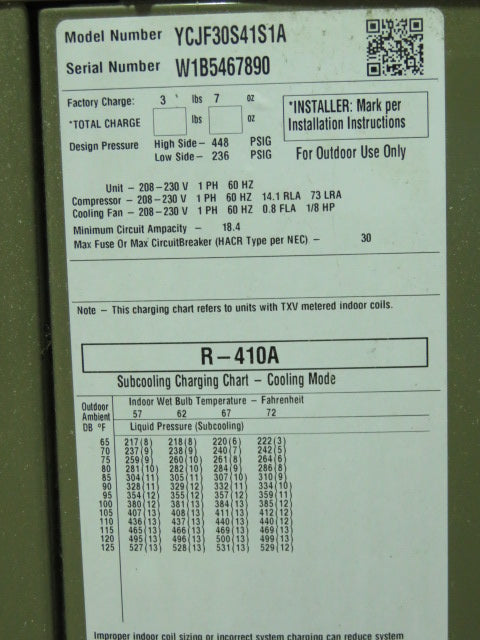 Model Number YCJF30S41S1A
Serial Number W1B5467890
Factory Charge: 3 lbs 7 oz
*TOTAL CHARGE lbs oz
*INSTALLER: Mark per
Installation Instructions
Design Pressure High Side– 448 PSIG
Low Side– 236 PSIG
For Outdoor Use Only
Unit – 208–230 V 1 PH 60 HZ
Compressor – 208–230 V 1 PH 60 HZ 14.1 RLA 73 LRA
Cooling Fan – 208–230 V 1 PH 60 HZ 0.8 FLA 1/8 HP
Minimum Circuit Ampacity – 18.4
Max Fuse Or Max CircuitBreaker (HACR Type per NEC) – 30
Note – This charging chart refers to units with TXV metered indoor coils.
R–410A
Subcooling Charging Chart – Cooling Mode
Outdoor Ambient DB °F
Indoor Wet Bulb Temperature – Fahrenheit
57 62 67 72
Liquid Pressure (Subcooling)
65 217(8) 218(8) 220(6) 222(3)
70 237(9) 238(9) 240(7) 242(5)
75 259(9) 260(10) 261(8) 264(6)
80 281(10) 282(10) 284(9) 286(8)
85 304(11) 305(11) 307(10) 310(9)
90 328(11) 329(12) 332(11) 334(10)
95 354(12) 355(12) 357(12) 359(11)
100 380(12) 381(13) 384(13) 385(12)
105 407(13) 408(13) 411(13) 412(12)
110 436(13) 437(13) 440(13) 440(12)
115 465(13) 466(13) 469(13) 469(13)
120 495(13) 496(13) 500(13) 499(13)
125 527(13) 528(13) 531(13) 529(12)
Improper indoor coil sizing or incorrect system charging can reduce system